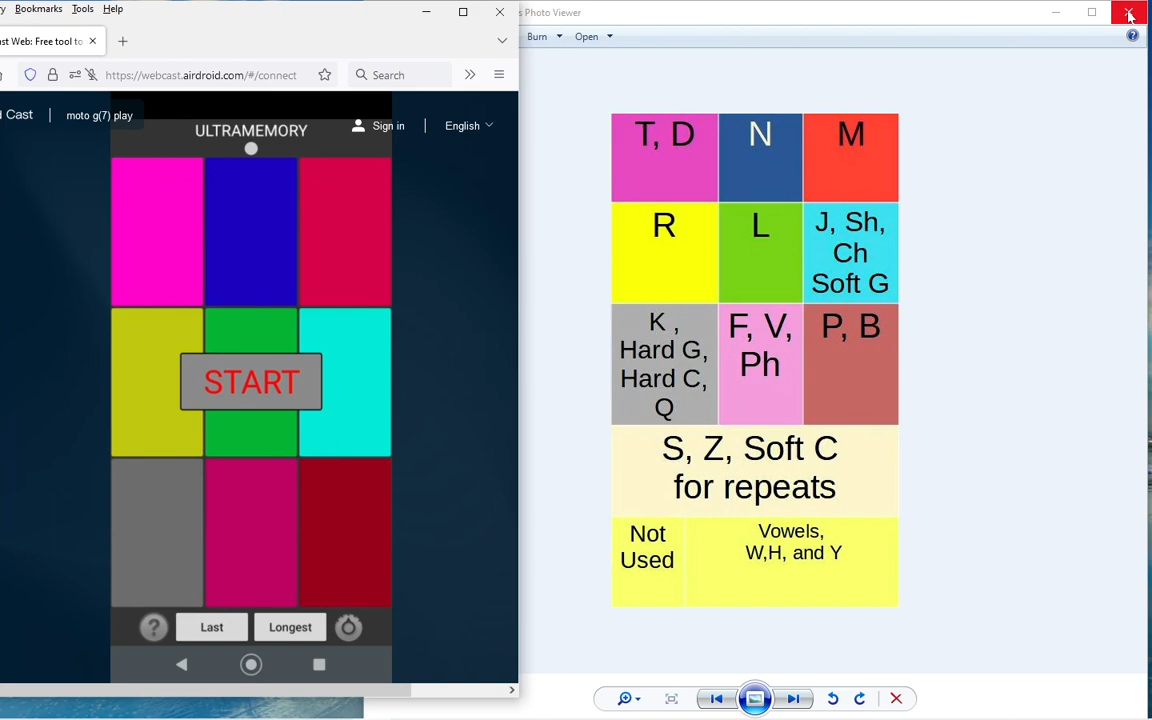 Bookmarks Tools Help
ast Web: Free tool to
https://webcast.airdroid.com/#/connect
Search
d Cast
moto g(7) play
Sign in
English
ULTRAMEMORY
START
Last
Longest
s Photo Viewer
Burn
Open
T, D
N
M
R
L
J, Sh,
Ch
Soft G
K ,
Hard G,
Hard C,
Q
F, V,
Ph
P, B
S, Z, Soft C
for repeats
Not
Used
Vowels,
W,H, and Y